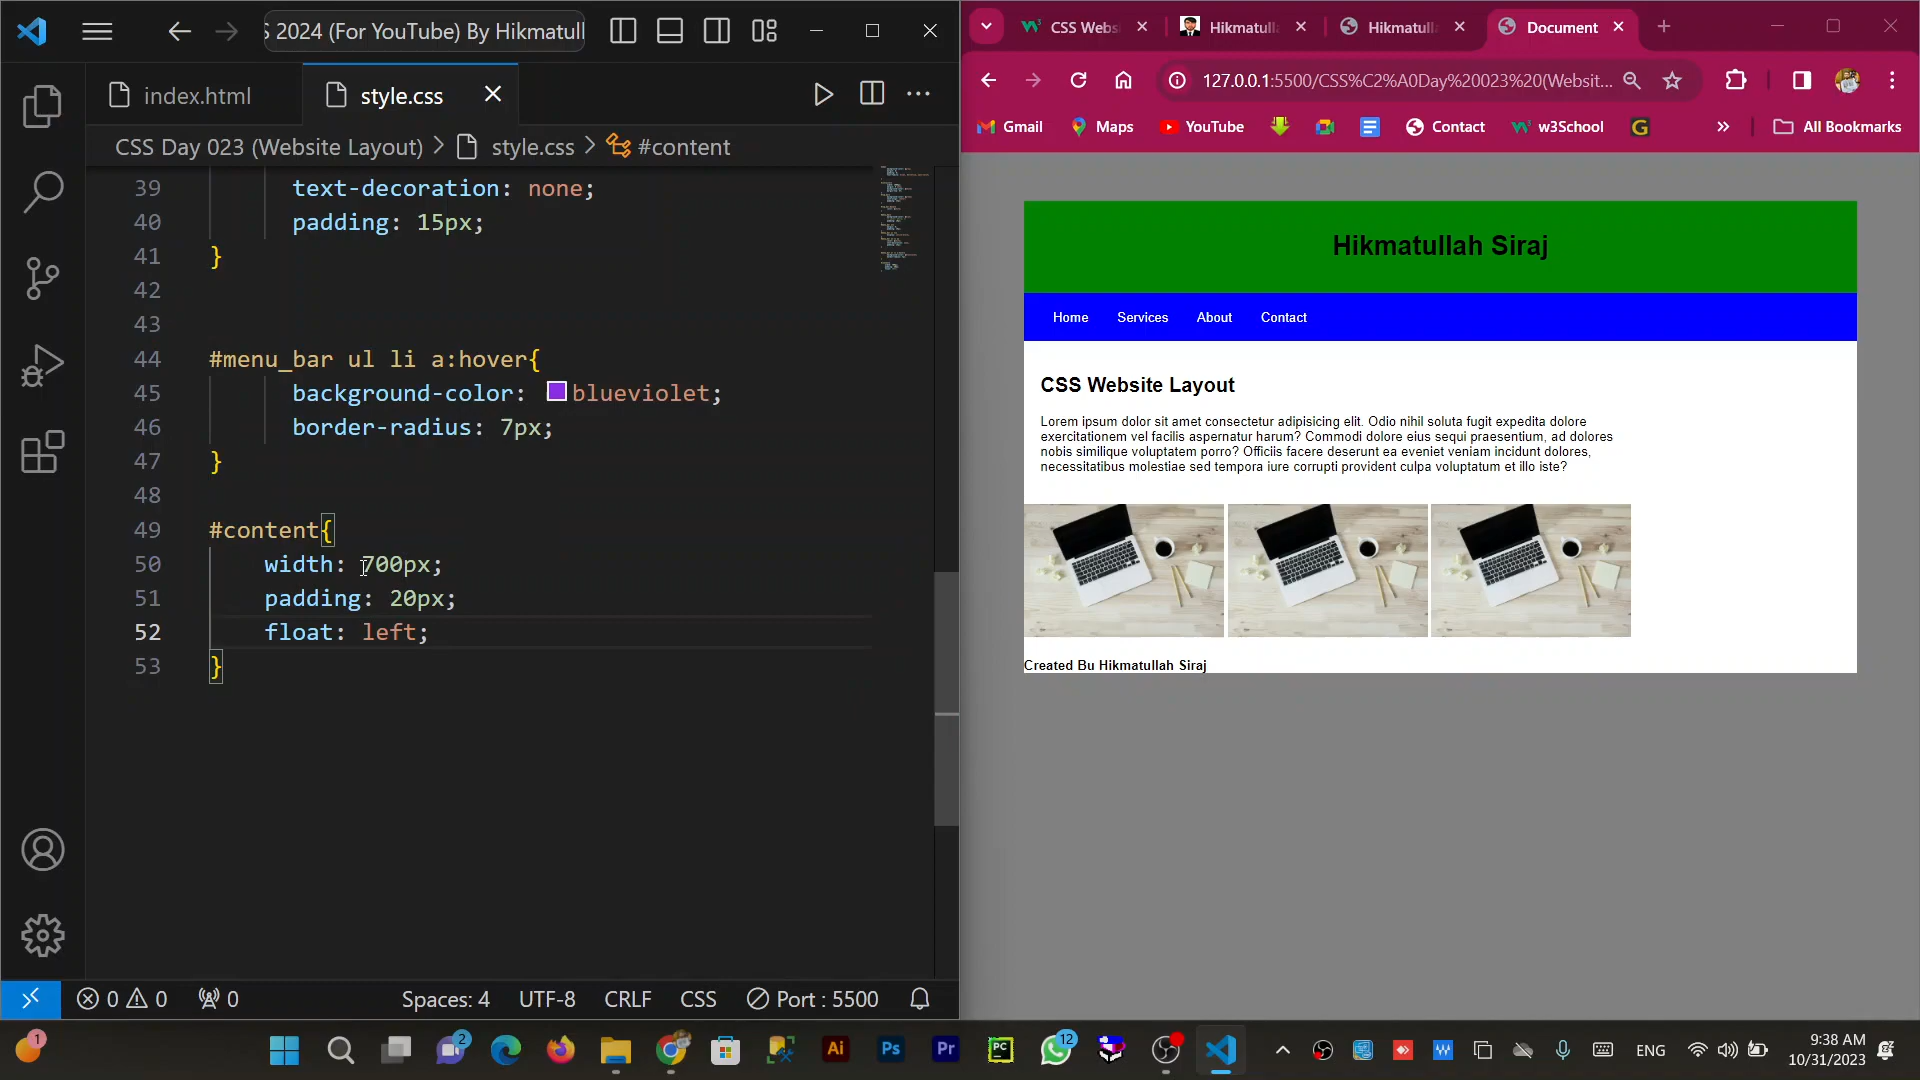 S 2024 (For YouTube) By Hikmatull
index.html
style.css
CSS Day 023 (Website Layout) > style.css > #content
39 text-decoration: none;
40 padding: 15px;
41 }
42
43
44 #menu_bar ul li a:hover{
45 background-color: blueviolet;
46 border-radius: 7px;
47 }
48
49 #content{
50 width: 700px;
51 padding: 20px;
52 float: left;
53 }
0 0 0
Spaces: 4 UTF-8 CRLF CSS Port : 5500
CSS Webs
Hikmatull
Hikmatull
Document
127.0.0.1:5500/CSS%C2%A0Day%20023%20(Websit...
Gmail Maps YouTube Contact w3School » All Bookmarks
Hikmatullah Siraj
Home Services About Contact
CSS Website Layout
Lorem ipsum dolor sit amet consectetur adipisicing elit. Odio nihil soluta fugit expedita dolore
exercitationem vel facilis aspernatur harum? Commodi dolore eius sequi praesentium, ad dolores
nobis similique voluptatem porro? Officiis facere deserunt ea eveniet veniam incidunt dolores,
necessitatibus molestiae sed tempora iure corrupti provident culpa voluptatum et illo iste?
Created Bu Hikmatullah Siraj
1
2
Ai Ps Pr PC
12
ENG
9:38 AM
10/31/2023